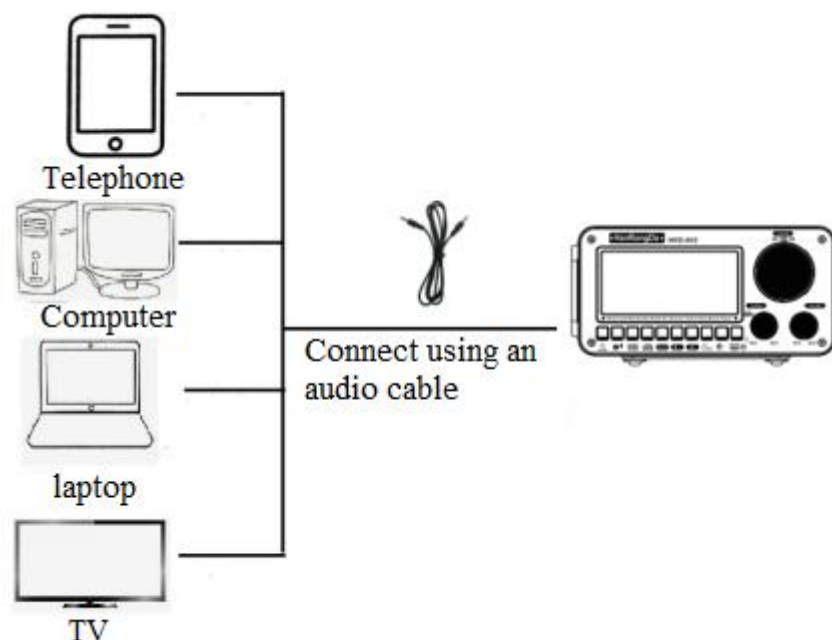 Telephone
Computer
Connect using an
audio cable
laptop
TV